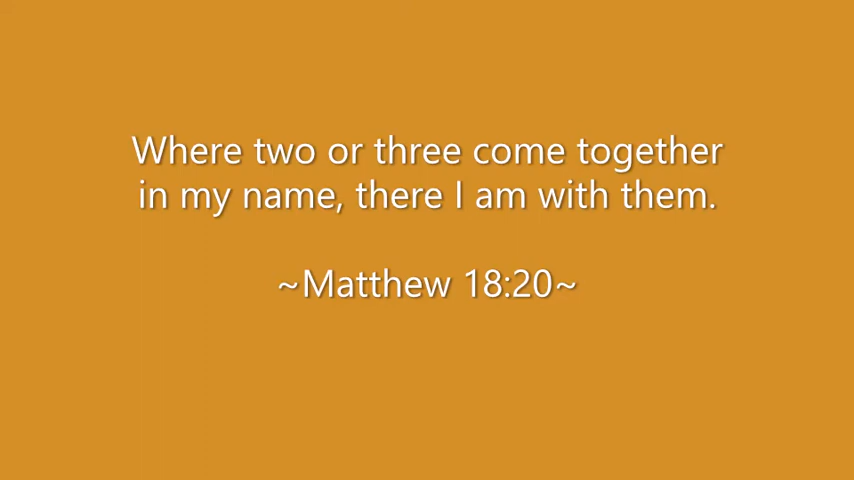 Where two or three come together
in my name, there I am with them.
~Matthew 18:20~